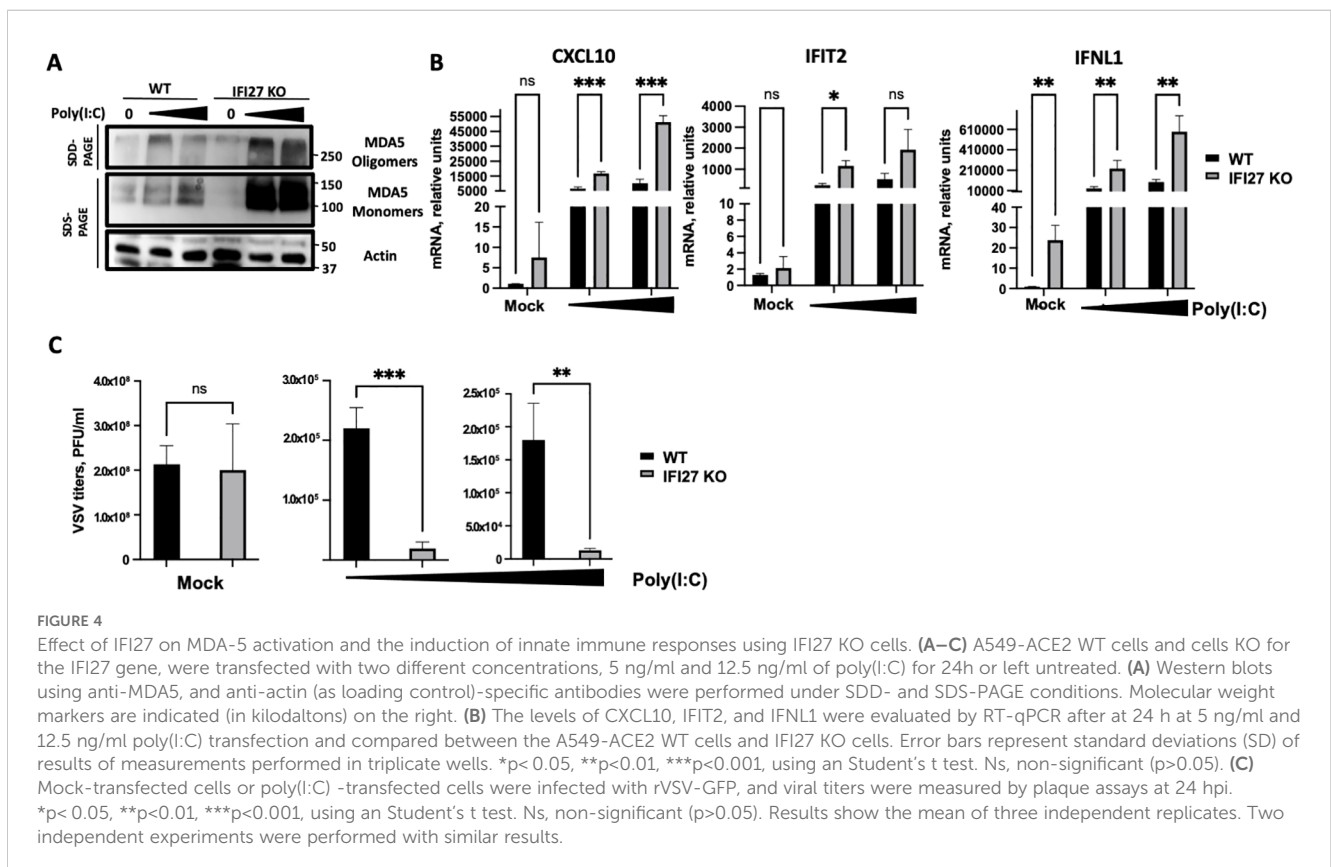 A
WT
IFI27 KO
Poly(I:C)
0
0
SDD-
PAGE
MDA5
Oligomers
250
SDS-
PAGE
150
100
MDA5
Monomers
50
37
Actin
B
CXCL10
mRNA, relative units
55000
45000
35000
25000
15000
5000
20
15
10
5
0
ns
***
***
Mock
IFIT2
mRNA, relative units
4000
3000
2000
1000
0
10
8
6
4
2
0
ns
*
ns
Mock
WT
IFI27 KO
IFNL1
mRNA, relative units
610000
410000
210000
10000
40
30
20
10
0
**
**
**
Mock
Poly(I:C)
WT
IFI27 KO
C
VSV titers, PFU/ml
4.0x10⁸
3.0x10⁸
2.0x10⁸
1.0x10⁸
0
ns
Mock
3.0x10⁵
2.0x10⁵
1.0x10⁵
0
***
2.5x10⁵
2.0x10⁵
1.5x10⁵
1.0x10⁵
5.0x10⁴
0
**
WT
IFI27 KO
Poly(I:C)
FIGURE 4
Effect of IFI27 on MDA-5 activation and the induction of innate immune responses using IFI27 KO cells. (A–C) A549-ACE2 WT cells and cells KO for
the IFI27 gene, were transfected with two different concentrations, 5 ng/ml and 12.5 ng/ml of poly(I:C) for 24h or left untreated. (A) Western blots
using anti-MDA5, and anti-actin (as loading control)-specific antibodies were performed under SDD- and SDS-PAGE conditions. Molecular weight
markers are indicated (in kilodaltons) on the right. (B) The levels of CXCL10, IFIT2, and IFNL1 were evaluated by RT-qPCR after at 24 h at 5 ng/ml and
12.5 ng/ml poly(I:C) transfection and compared between the A549-ACE2 WT cells and IFI27 KO cells. Error bars represent standard deviations (SD) of
results of measurements performed in triplicate wells. *p< 0.05, **p<0.01, ***p<0.001, using an Student's t test. Ns, non-significant (p>0.05). (C)
Mock-transfected cells or poly(I:C) -transfected cells were infected with rVSV-GFP, and viral titers were measured by plaque assays at 24 hpi.
*p< 0.05, **p<0.01, ***p<0.001, using an Student's t test. Ns, non-significant (p>0.05). Results show the mean of three independent replicates. Two
independent experiments were performed with similar results.